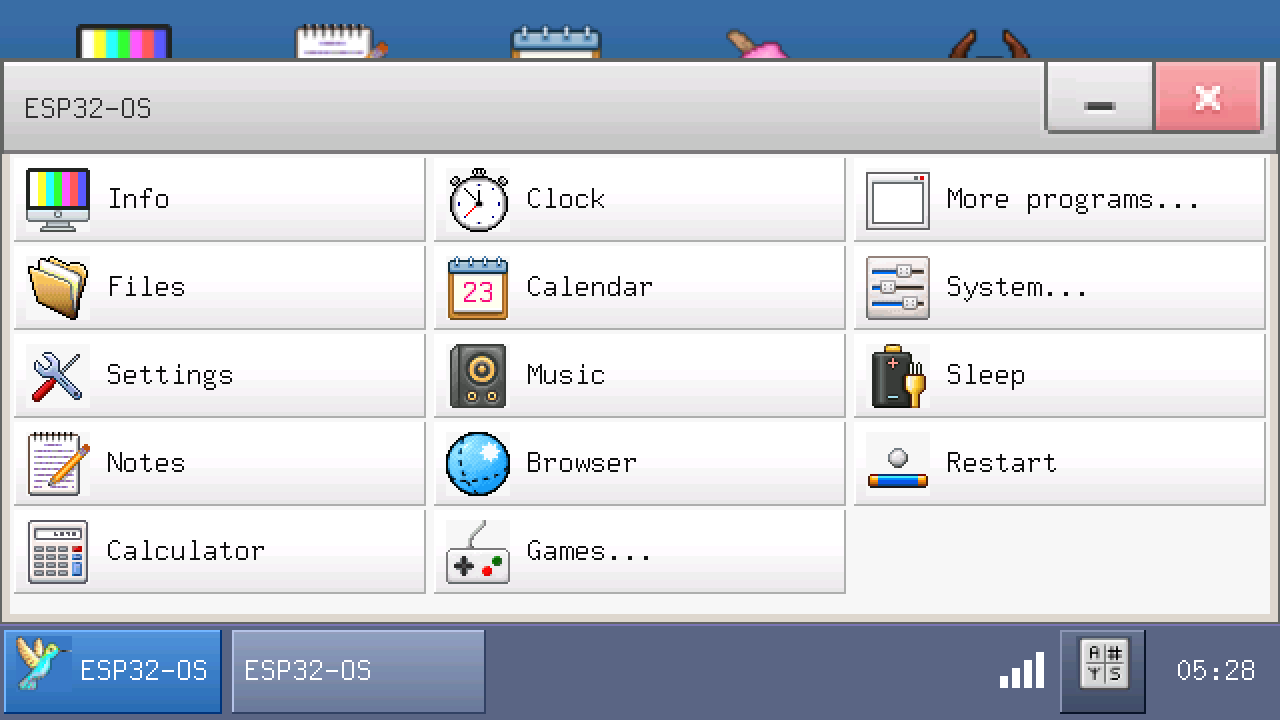 ESP32-OS
Info
Clock
More programs...
Files
23
Calendar
System...
Settings
Music
Sleep
Notes
Browser
Restart
Calculator
Games...
ESP32-OS
ESP32-OS
A #
Y S
05:28